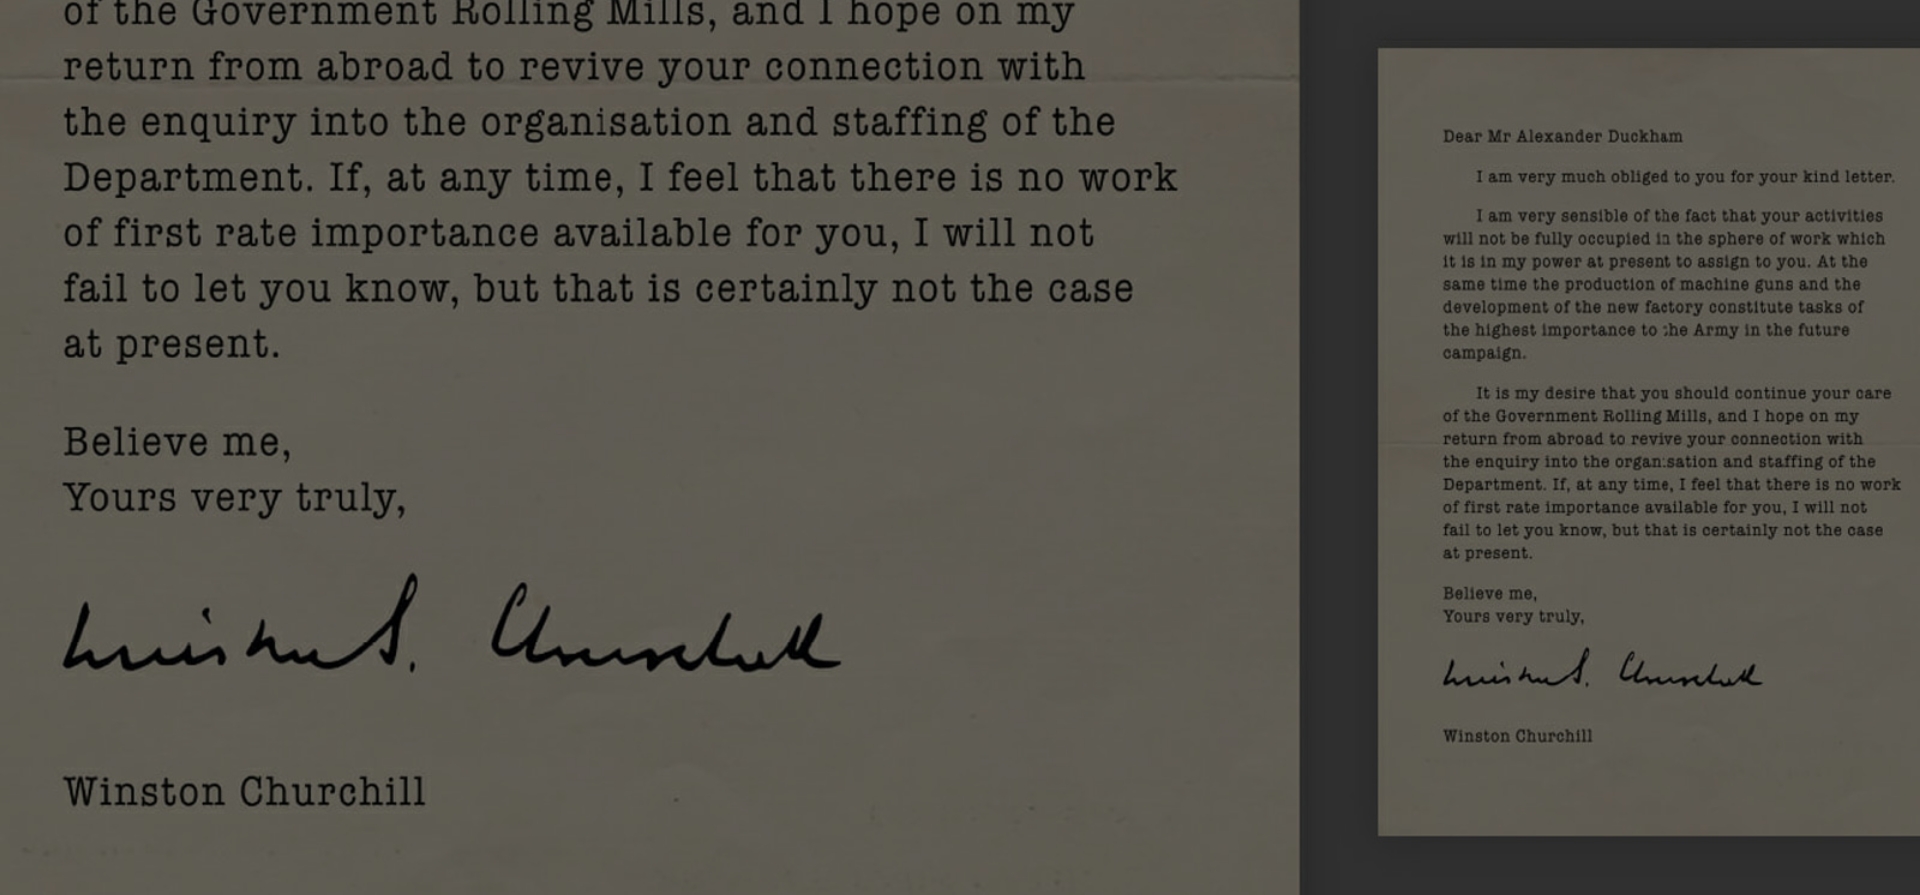 of the Government Rolling Mills, and I hope on my
return from abroad to revive your connection with
the enquiry into the organisation and staffing of the
Department. If, at any time, I feel that there is no work
of first rate importance available for you, I will not
fail to let you know, but that is certainly not the case
at present.
Believe me,
Yours very truly,
Winston S. Churchill
Winston Churchill
Dear Mr Alexander Duckham
I am very much obliged to you for your kind letter.
I am very sensible of the fact that your activities
will not be fully occupied in the sphere of work which
it is in my power at present to assign to you. At the
same time the production of machine guns and the
development of the new factory constitute tasks of
the highest importance to the Army in the future
campaign.
It is my desire that you should continue your care
of the Government Rolling Mills, and I hope on my
return from abroad to revive your connection with
the enquiry into the organisation and staffing of the
Department. If, at any time, I feel that there is no work
of first rate importance available for you, I will not
fail to let you know, but that is certainly not the case
at present.
Believe me,
Yours very truly,
Winston S. Churchill
Winston Churchill